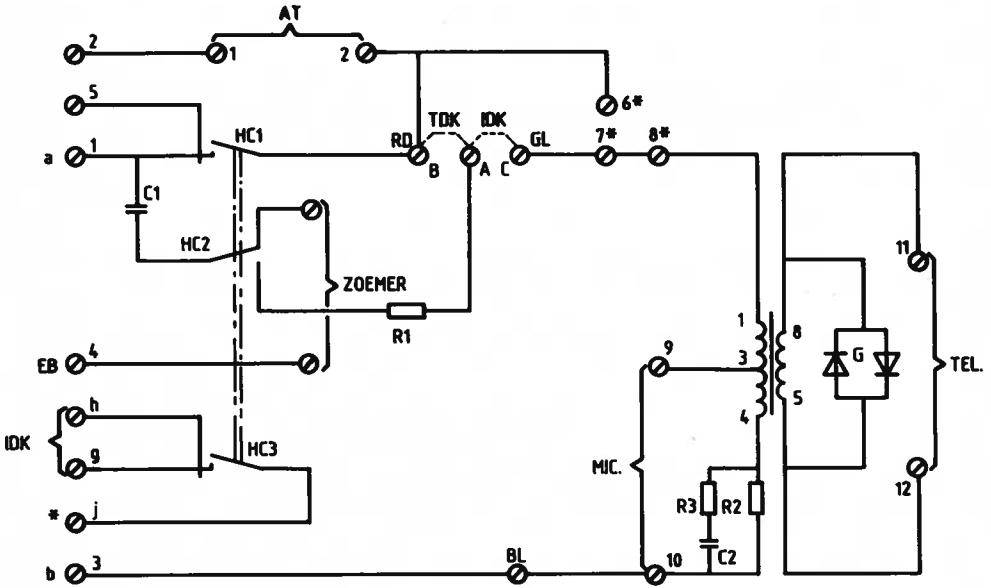 AT
2 1 2
5 6*
TDK IDK
a 1 HC1 RD B A C GL 7* 8*
C1
HC2
ZOEMER
11
R1
1 8
EB 4 9 3 G TEL.
5
h 4
IDK
g HC3 MIC.
12
* j R3 R2
C2
b 3 BL 10